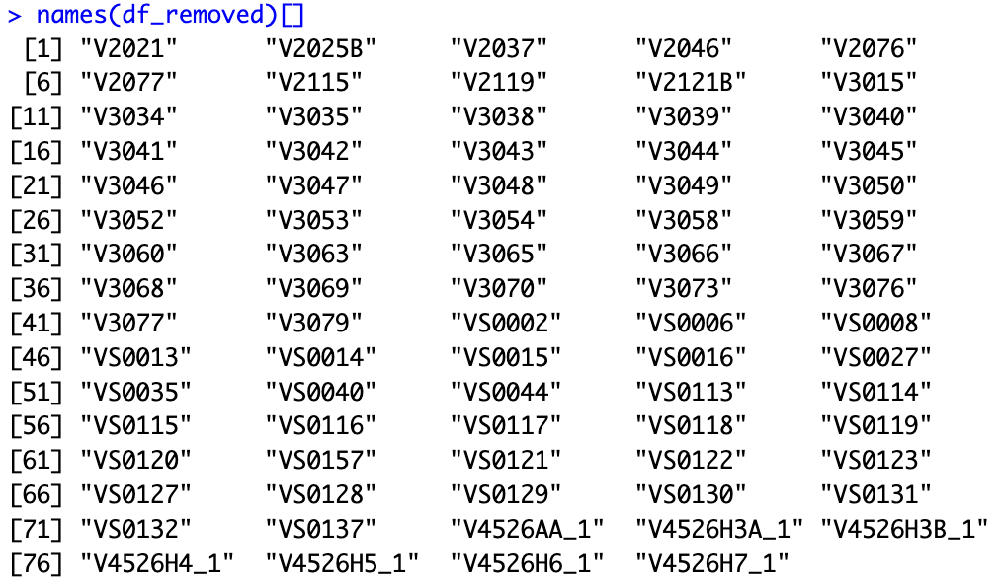 > names(df_removed)[]
[1] "V2021" "V2025B" "V2037" "V2046" "V2076"
[6] "V2077" "V2115" "V2119" "V2121B" "V3015"
[11] "V3034" "V3035" "V3038" "V3039" "V3040"
[16] "V3041" "V3042" "V3043" "V3044" "V3045"
[21] "V3046" "V3047" "V3048" "V3049" "V3050"
[26] "V3052" "V3053" "V3054" "V3058" "V3059"
[31] "V3060" "V3063" "V3065" "V3066" "V3067"
[36] "V3068" "V3069" "V3070" "V3073" "V3076"
[41] "V3077" "V3079" "VS0002" "VS0006" "VS0008"
[46] "VS0013" "VS0014" "VS0015" "VS0016" "VS0027"
[51] "VS0035" "VS0040" "VS0044" "VS0113" "VS0114"
[56] "VS0115" "VS0116" "VS0117" "VS0118" "VS0119"
[61] "VS0120" "VS0157" "VS0121" "VS0122" "VS0123"
[66] "VS0127" "VS0128" "VS0129" "VS0130" "VS0131"
[71] "VS0132" "VS0137" "V4526AA_1" "V4526H3A_1" "V4526H3B_1"
[76] "V4526H4_1" "V4526H5_1" "V4526H6_1" "V4526H7_1"